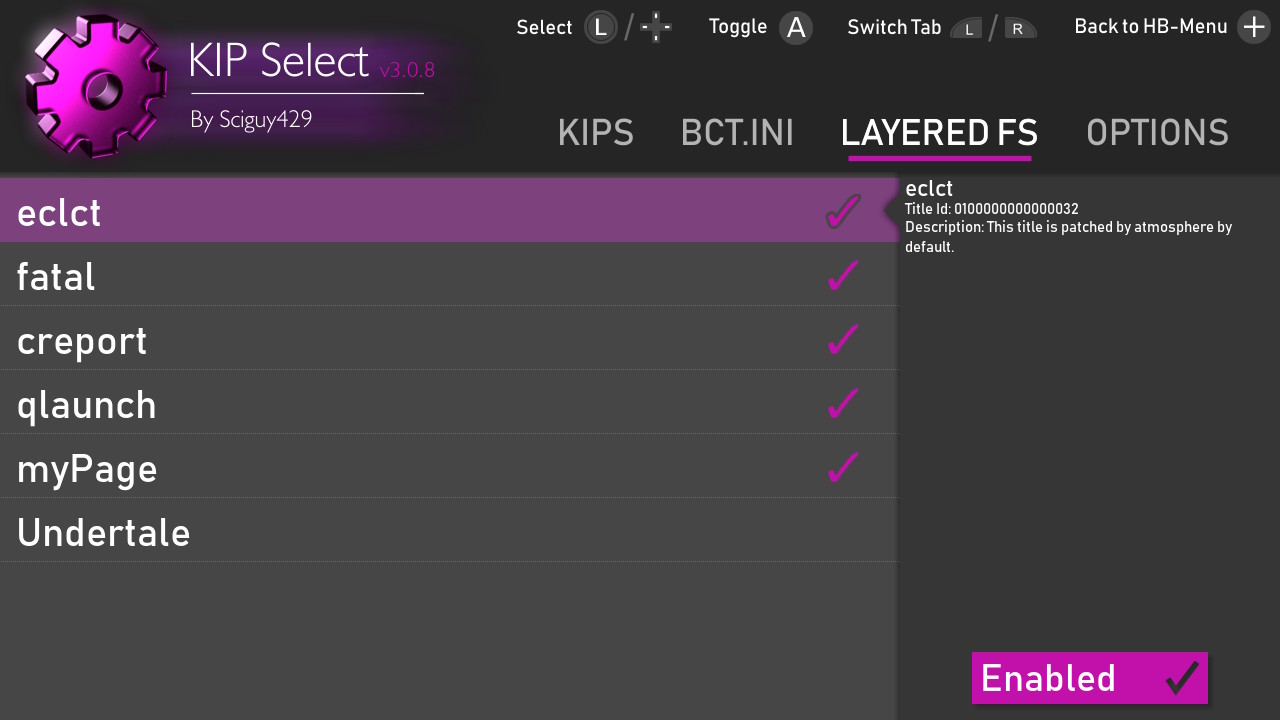 Select L / Toggle A Switch Tab L / R Back to HB-Menu +
KIP Select v3.0.8
By Sciguy429
KIPS BCT.INI LAYERED FS OPTIONS
eclct
fatal
creport
qlaunch
myPage
Undertale
eclct
Title Id: 0100000000000032
Description: This title is patched by atmosphere by
default.
Enabled